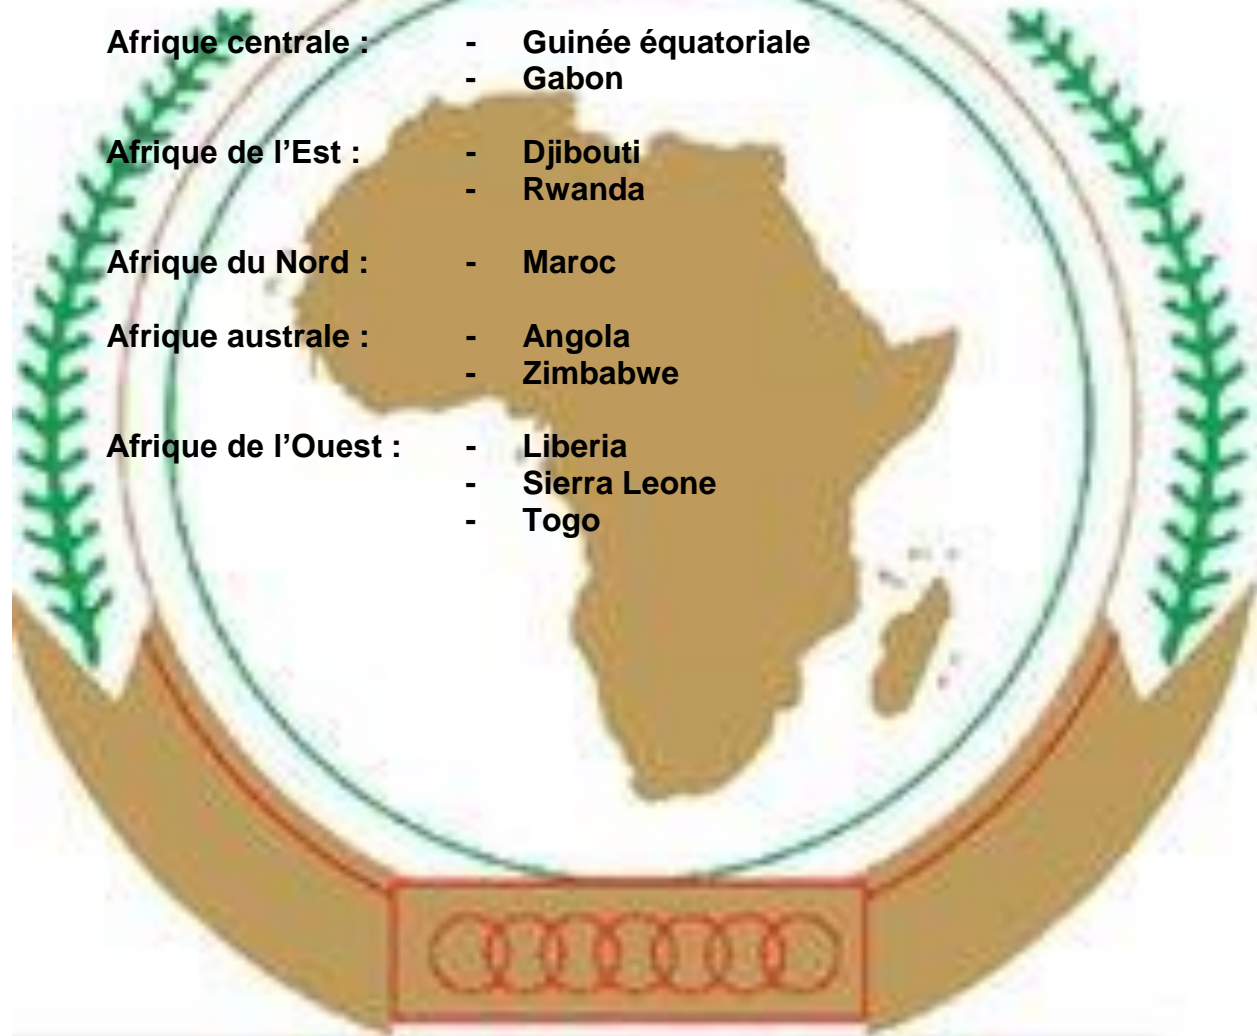 Afrique centrale : - Guinée équatoriale
- Gabon
Afrique de l’Est : - Djibouti
- Rwanda
Afrique du Nord : - Maroc
Afrique australe : - Angola
- Zimbabwe
Afrique de l’Ouest : - Liberia
- Sierra Leone
- Togo